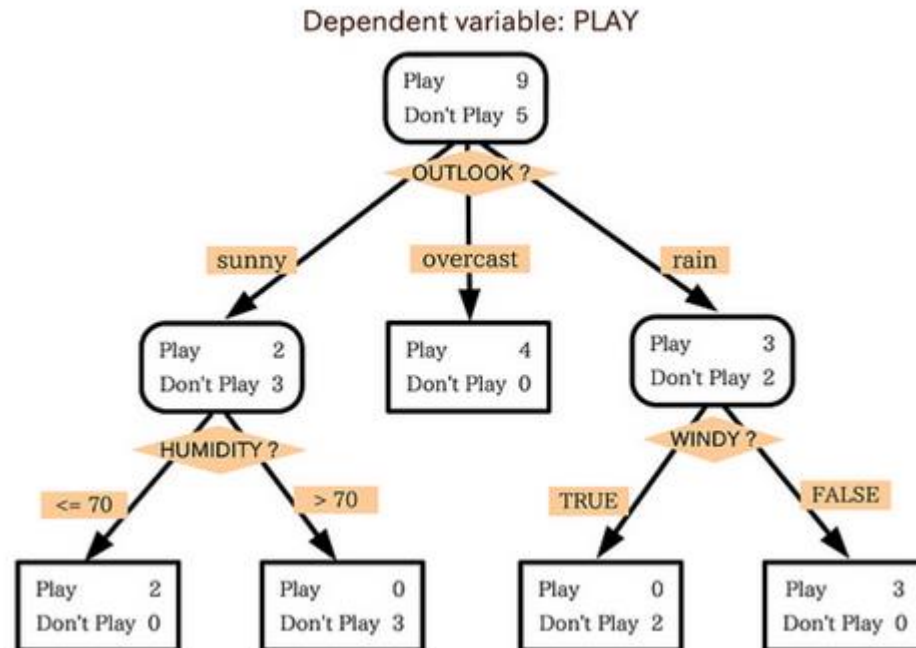 Dependent variable: PLAY
Play 9
Don't Play 5
OUTLOOK ?
sunny
overcast
rain
Play 2
Don't Play 3
Play 4
Don't Play 0
Play 3
Don't Play 2
HUMIDITY ?
WINDY ?
<= 70
> 70
TRUE
FALSE
Play 2
Don't Play 0
Play 0
Don't Play 3
Play 0
Don't Play 2
Play 3
Don't Play 0